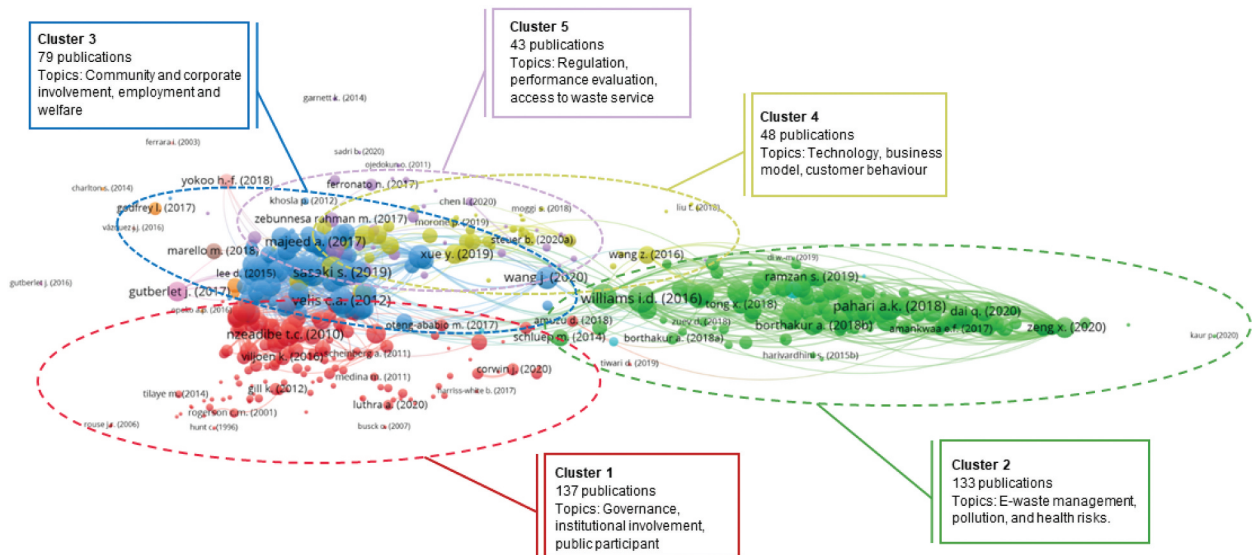 Cluster 3
79 publications
Topics: Community and corporate
involvement, employment and
welfare
Cluster 5
43 publications
Topics: Regulation,
performance evaluation,
access to waste service
Cluster 4
48 publications
Topics: Technology, business
model, customer behaviour
garnett k. (2014)
ferrara i. (2003)
sadri b. (2020)
ojedokun o. (2011)
yokoo h.-f. (2018)
ferronato n. (2017)
charlton s. (2014)
khosla p. (2012)
chen l. (2020)
moggi s. (2018)
liu t. (2018)
godfrey l. (2017)
zebunnesa rahman m. (2017)
morone p. (2019)
vázquez j.j. (2016)
majeed a. (2017)
steuer b. (2020a)
marello m. (2016)
xue y. (2019)
wang z. (2016)
lee d. (2015)
sasaki s. (2019)
wang j. (2020)
ramzan s. (2019)
gutberlet j. (2016)
gutberlet j. (2017)
velis c.a. (2012)
williams i.d. (2016)
tong x. (2018)
pahari a.k. (2018)
dai q. (2020)
oteng-ababio m. (2017)
zuev d. (2018)
borthakur a. (2018b)
amankwaa e.f. (2017)
zeng x. (2020)
nzeadibe t.c. (2010)
schluep m. (2014)
borthakur a. (2018a)
kaur p. (2020)
viljoen k. (2016)
scheinberg a. (2011)
harivardhini s. (2015b)
tiwari d. (2019)
medina m. (2011)
corwin j. (2020)
tilaye m. (2014)
gill k. (2012)
harriss-white b. (2017)
luthra a. (2020)
rogerson c.m. (2001)
rouse j.r. (2006)
hunt c. (1996)
busck o. (2007)
Cluster 1
137 publications
Topics: Governance,
institutional involvement,
public participant
Cluster 2
133 publications
Topics: E-waste management,
pollution, and health risks.